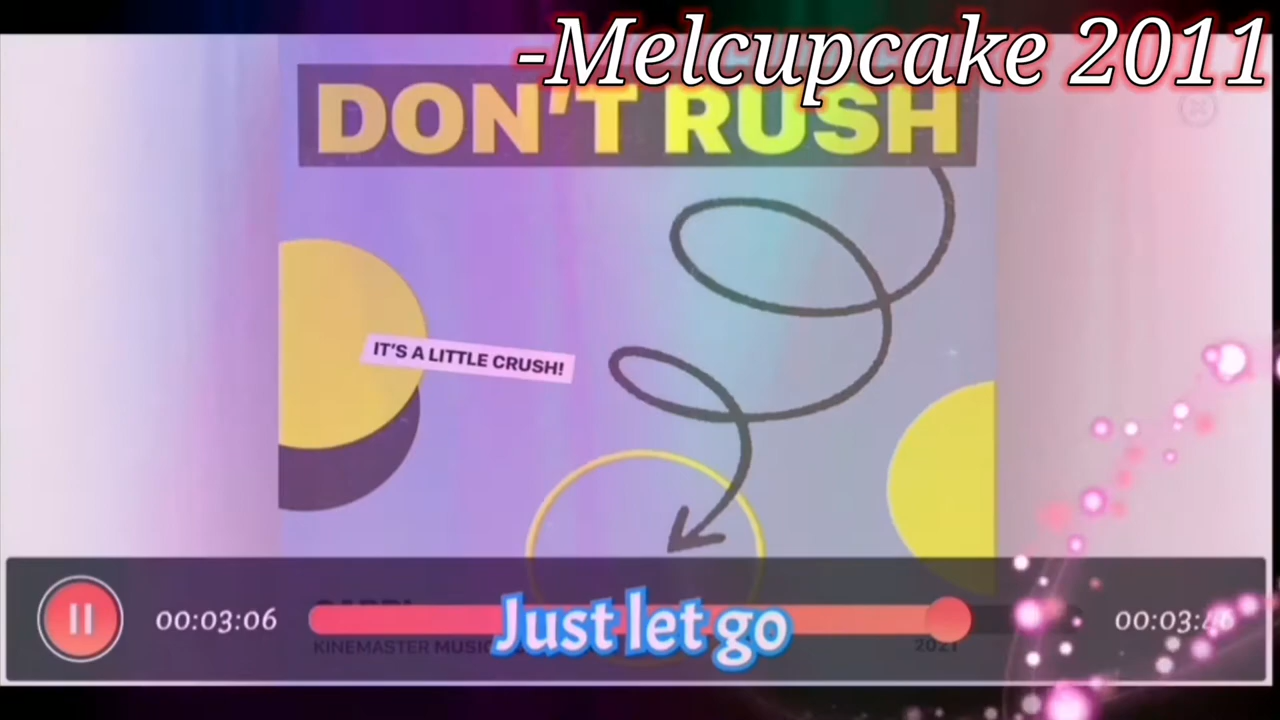 -Melcupcake 2011
DON'T RUSH
IT'S A LITTLE CRUSH!
00:03:06
Just let go
KINEMASTER MUSIC
2021